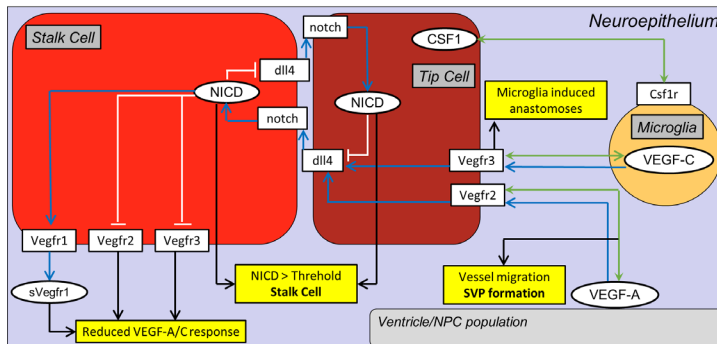 Neuroepithelium
Stalk Cell
notch
dll4
NICD
notch
CSF1
Tip Cell
NICD
dll4
Csf1r
Microglia
VEGF-C
Microglia induced
anastomoses
Vegfr3
Vegfr2
Vegfr1
Vegfr2
Vegfr3
sVegfr1
NICD > Threhold
Stalk Cell
Vessel migration
SVP formation
VEGF-A
Reduced VEGF-A/C response
Ventricle/NPC population